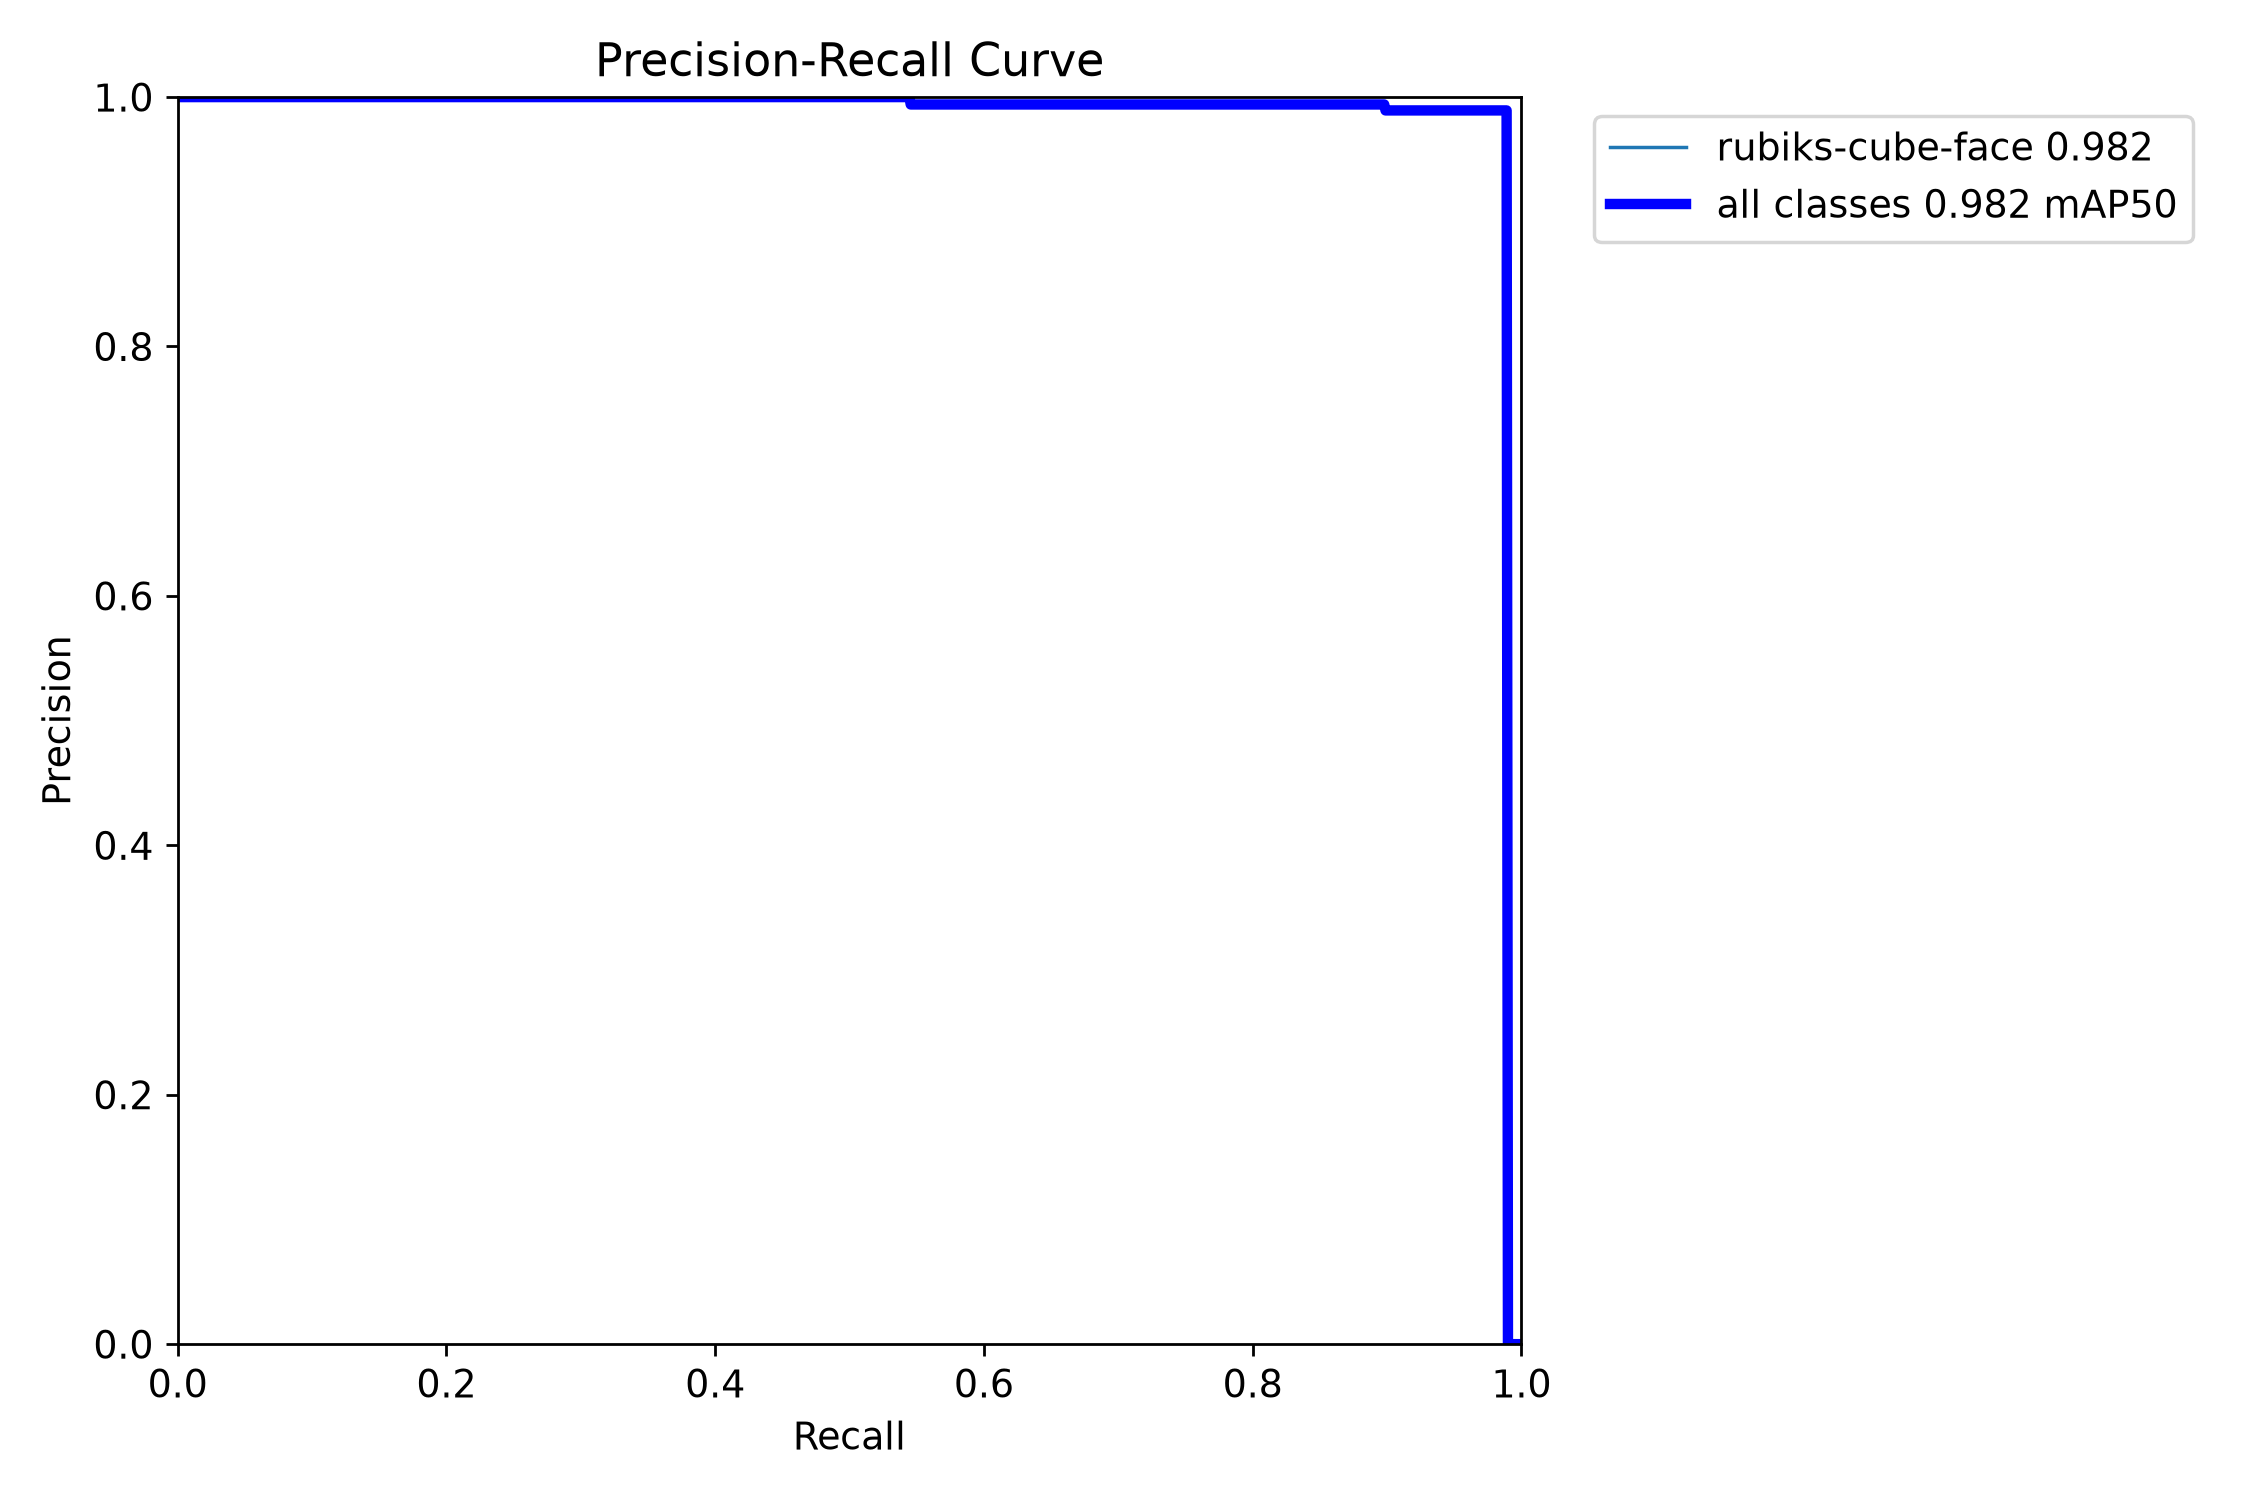 Precision-Recall Curve
1.0
0.8
0.6
0.4
0.2
0.0
Precision
0.0 0.2 0.4 0.6 0.8 1.0
Recall
rubiks-cube-face 0.982
all classes 0.982 mAP50